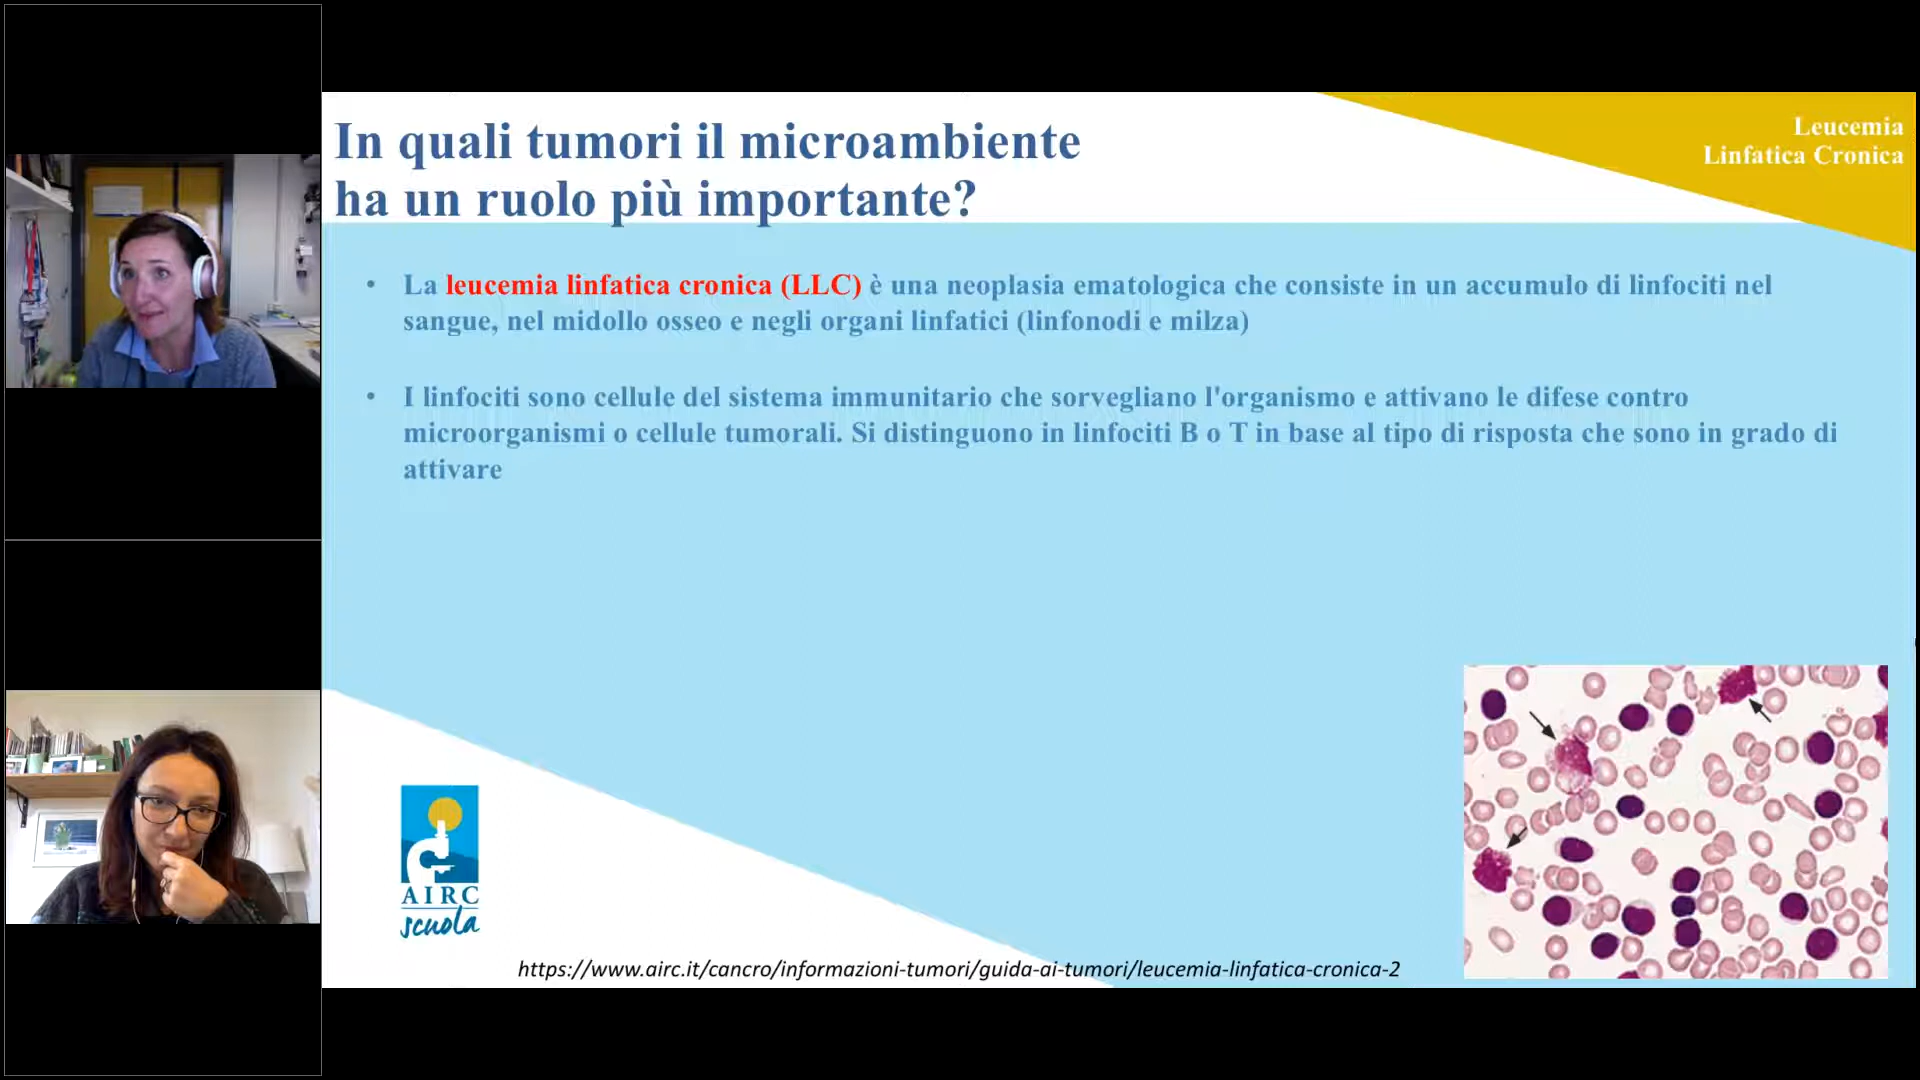 In quali tumori il microambiente
ha un ruolo più importante?
Leucemia
Linfatica Cronica
• La leucemia linfatica cronica (LLC) è una neoplasia ematologica che consiste in un accumulo di linfociti nel
sangue, nel midollo osseo e negli organi linfatici (linfonodi e milza)
• I linfociti sono cellule del sistema immunitario che sorvegliano l'organismo e attivano le difese contro
microorganismi o cellule tumorali. Si distinguono in linfociti B o T in base al tipo di risposta che sono in grado di
attivare
AIRC
scuola
https://www.airc.it/cancro/informazioni-tumori/guida-ai-tumori/leucemia-linfatica-cronica-2